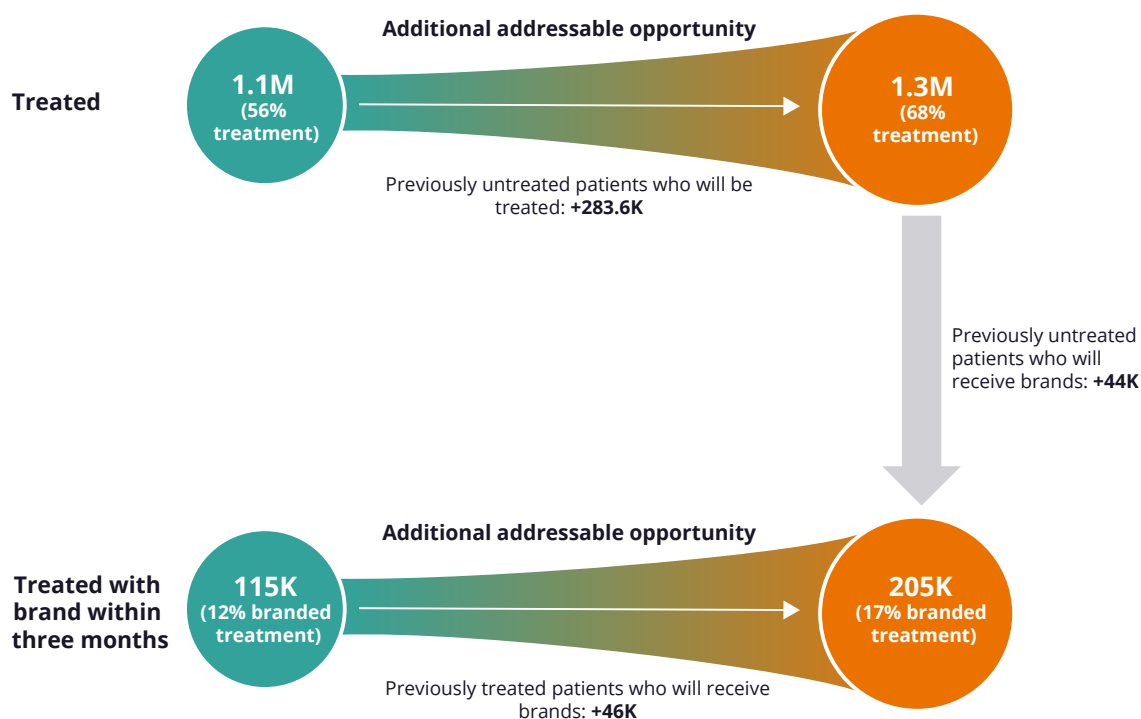 Additional addressable opportunity
Treated
1.1M
(56%
treatment)
1.3M
(68%
treatment)
Previously untreated patients who will be
treated: +283.6K
Previously untreated
patients who will
receive brands: +44K
Additional addressable opportunity
Treated with
brand within
three months
115K
(12% branded
treatment)
205K
(17% branded
treatment)
Previously treated patients who will receive
brands: +46K